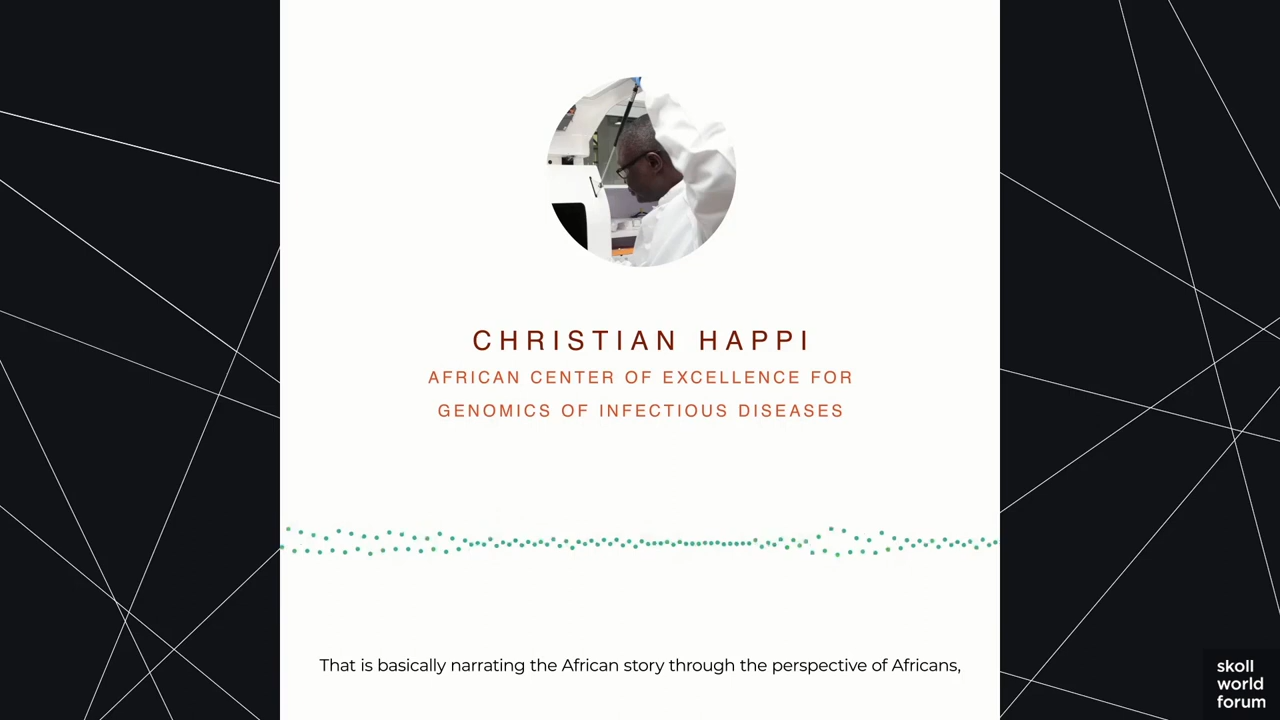 CHRISTIAN HAPPI
AFRICAN CENTER OF EXCELLENCE FOR
GENOMICS OF INFECTIOUS DISEASES
That is basically narrating the African story through the perspective of Africans,
skoll
world
forum